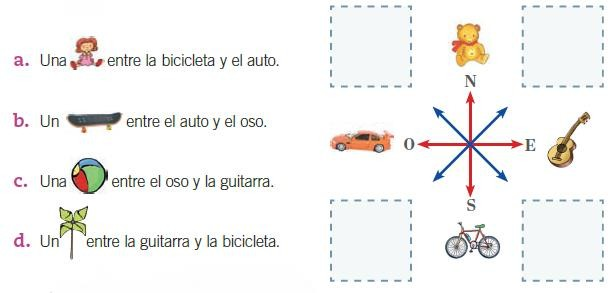 a. Una entre la bicicleta y el auto.
b. Un entre el auto y el oso.
c. Una entre el oso y la guitarra.
d. Un entre la guitarra y la bicicleta.
N
O E
S